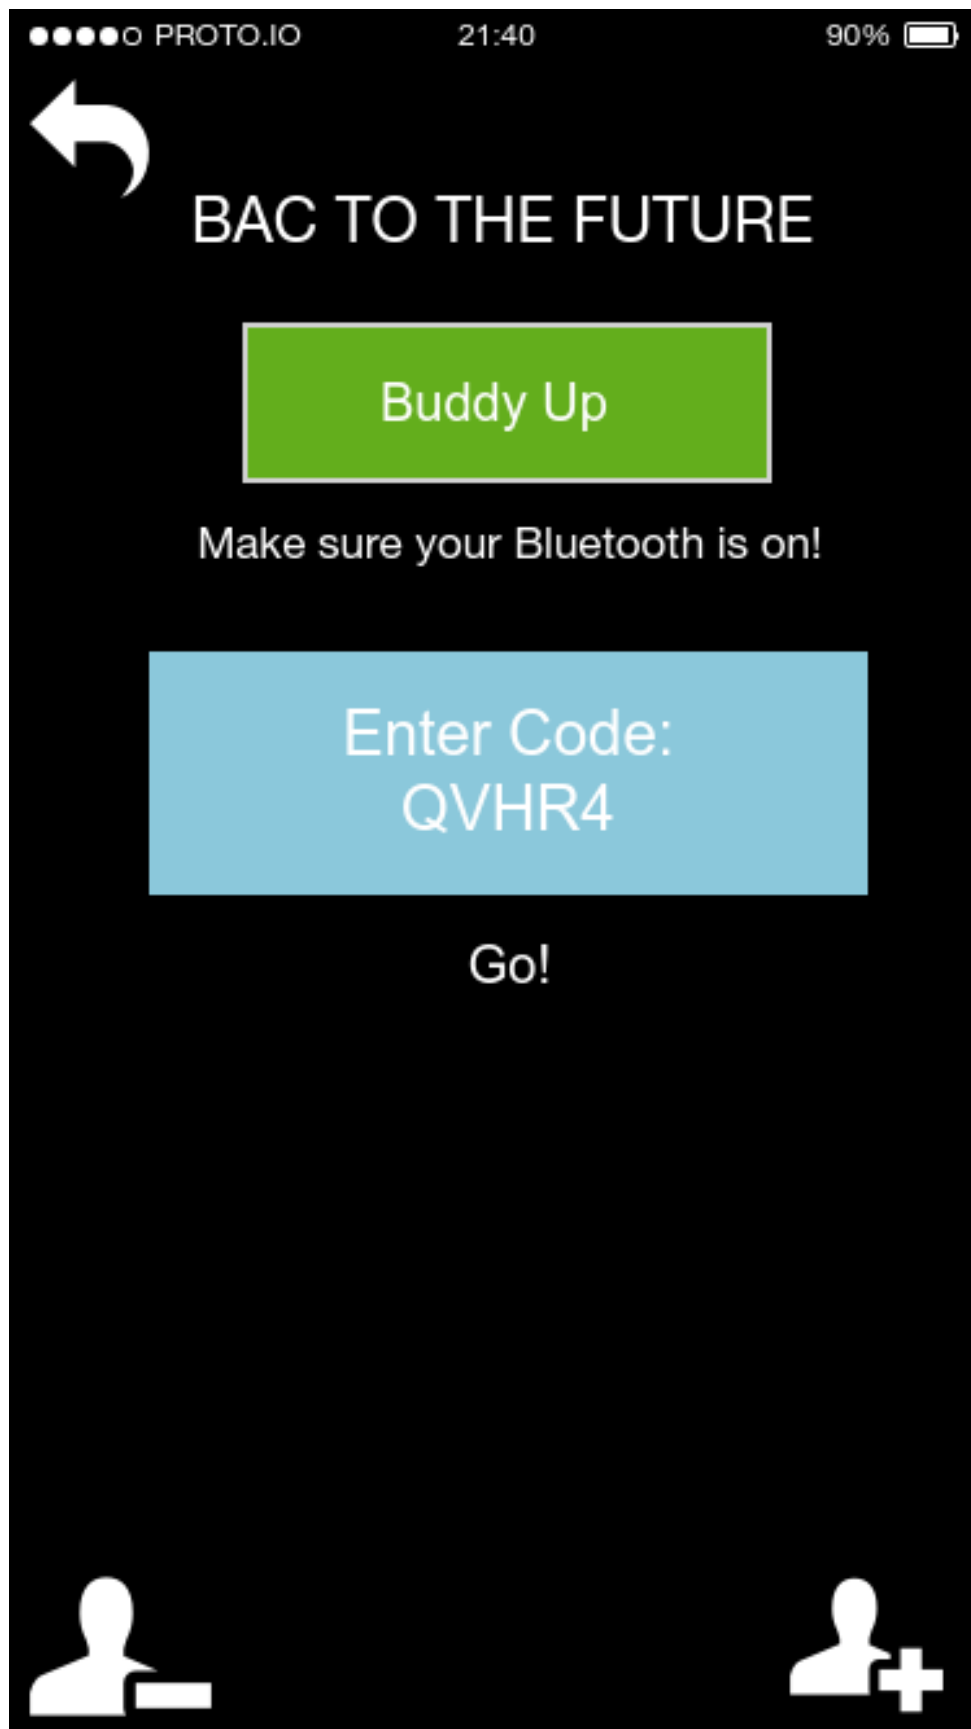 PROTO.IO 21:40 90%
BAC TO THE FUTURE
Buddy Up
Make sure your Bluetooth is on!
Enter Code:
QVHR4
Go!